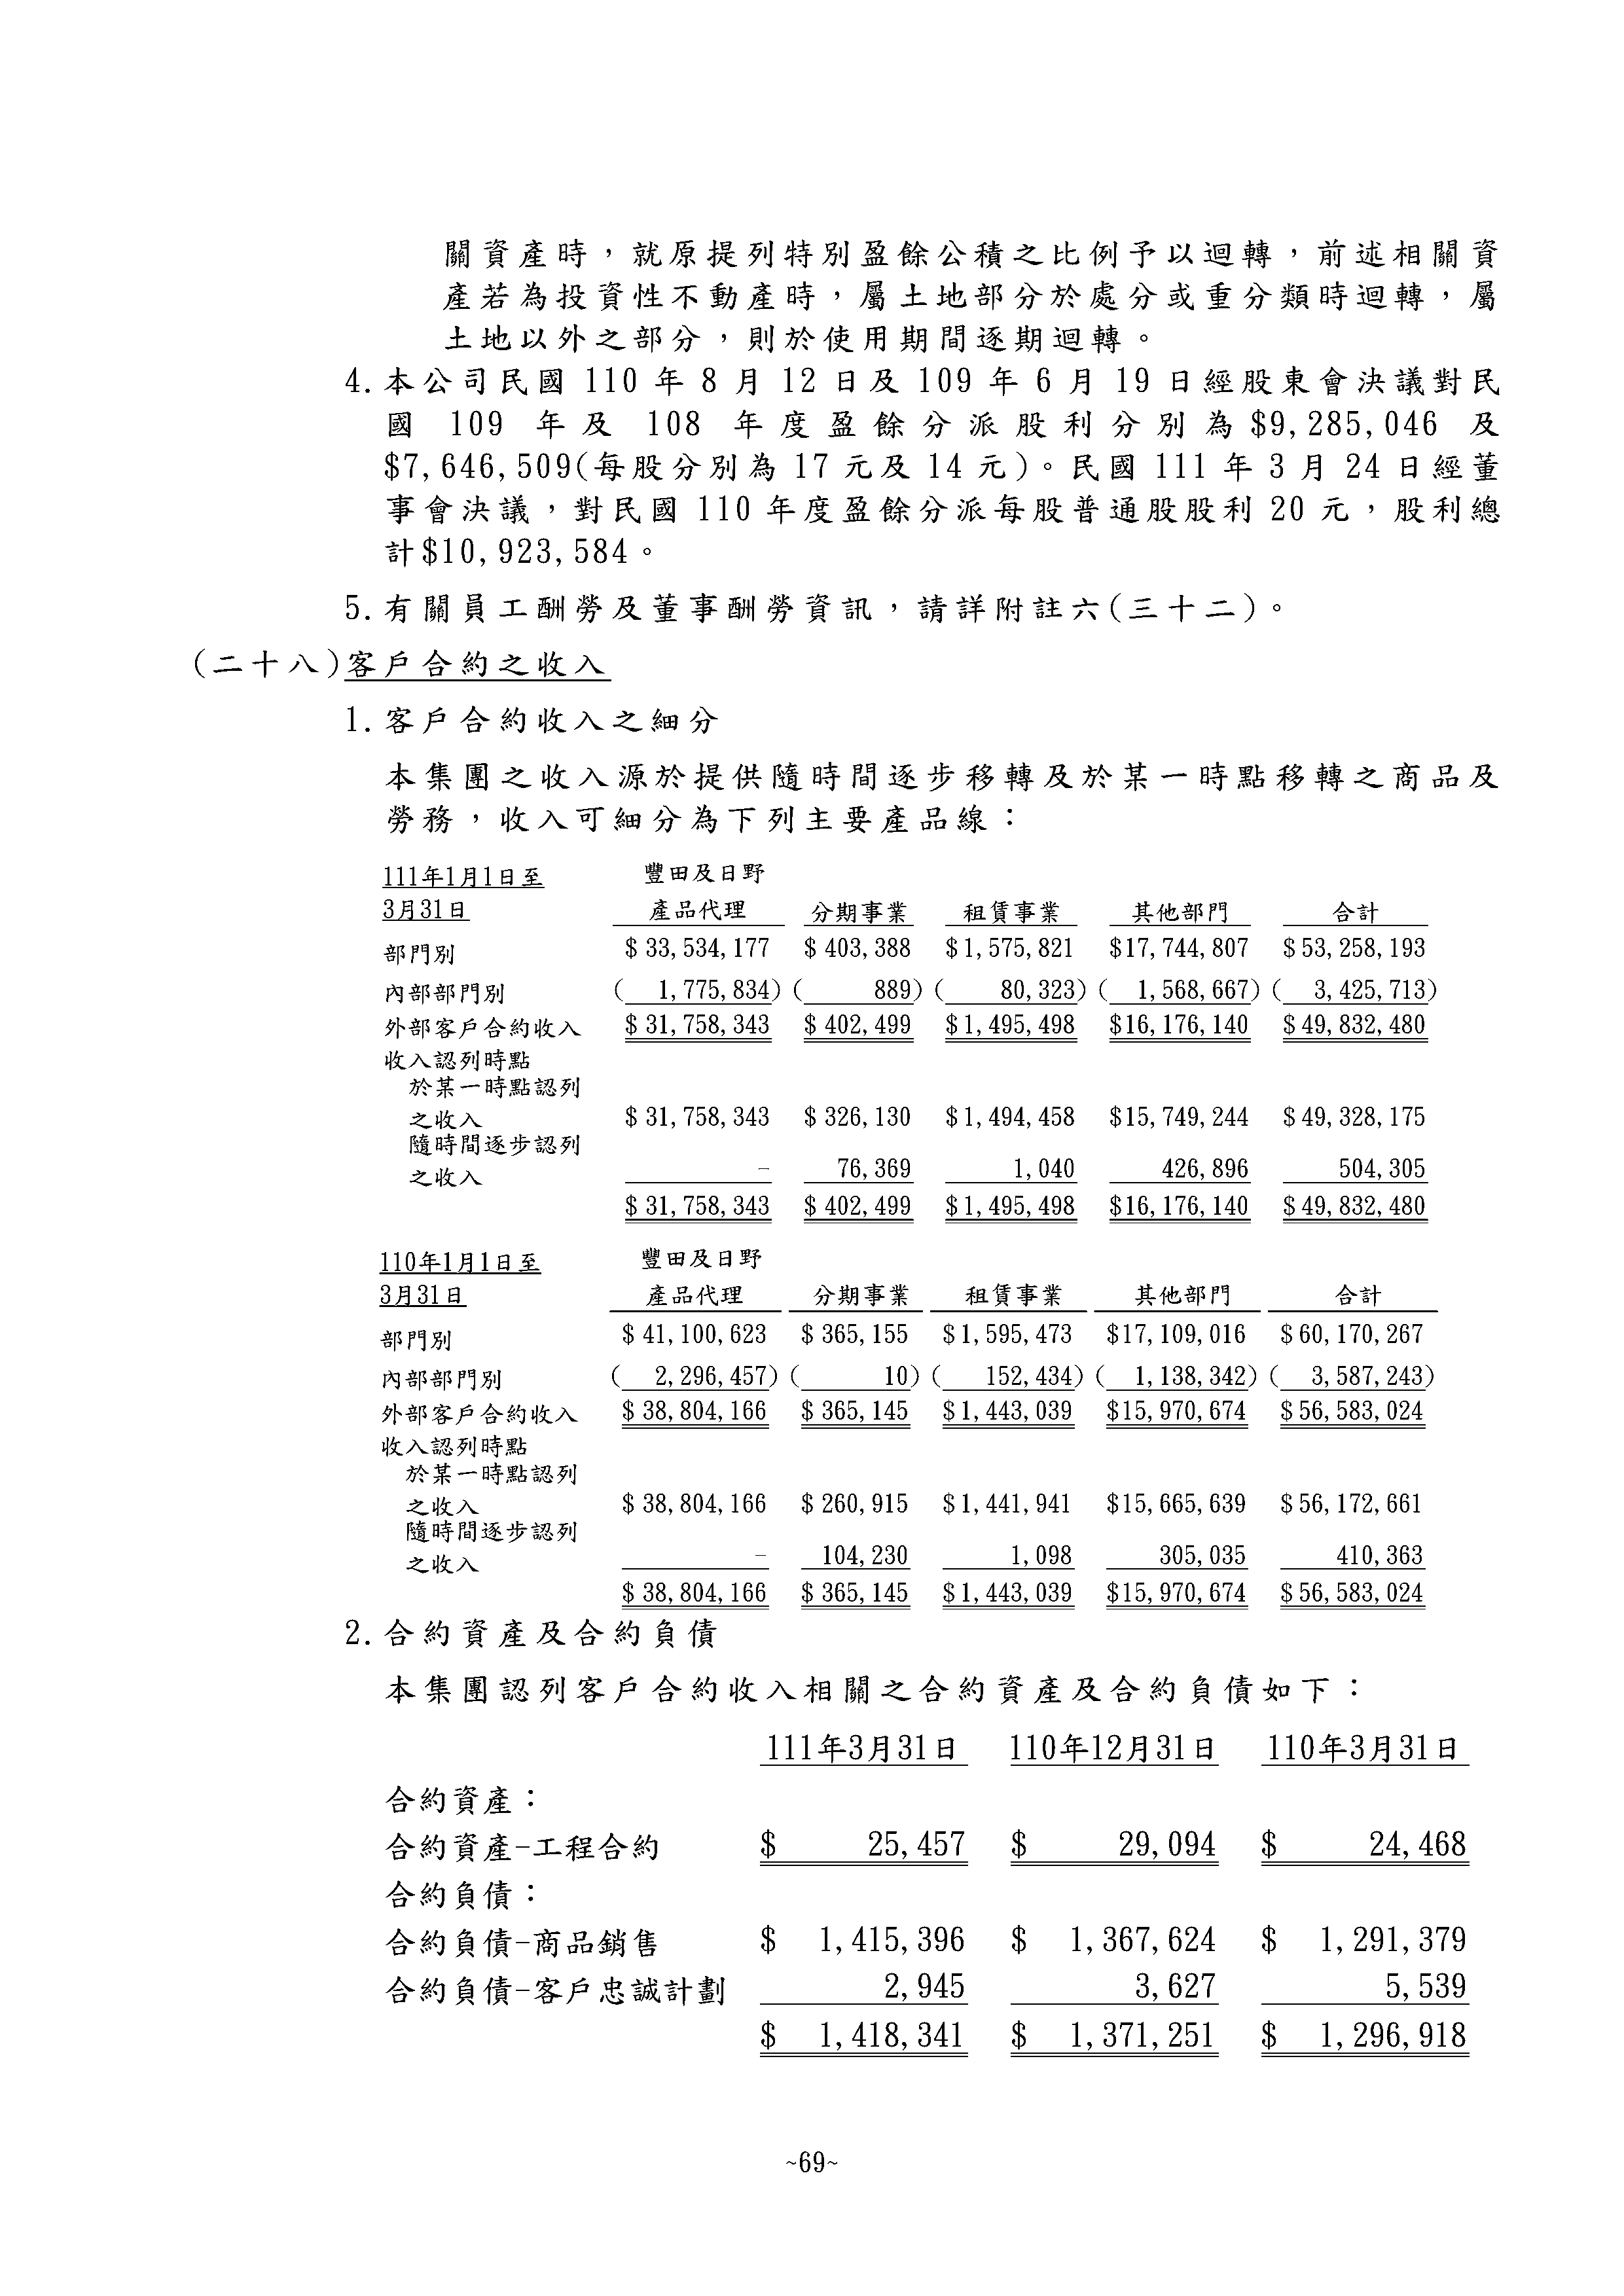 關資產時，就原提列特別盈餘公積之比例予以迴轉，前述相關資
產若為投資性不動產時，屬土地部分於處分或重分類時迴轉，屬
土地以外之部分，則於使用期間逐期迴轉。
4.本公司民國 110 年 8 月 12 日及 109 年 6 月 19 日經股東會決議對民
國 109 年及 108 年度盈餘分派股利分別為$9,285,046 及
$7,646,509(每股分別為 17 元及 14 元)。民國 111 年 3 月 24 日經董
事會決議，對民國 110 年度盈餘分派每股普通股股利 20 元，股利總
計$10,923,584。
5.有關員工酬勞及董事酬勞資訊，請詳附註六(三十二)。
(二十八)客戶合約之收入
1.客戶合約收入之細分
本集團之收入源於提供隨時間逐步移轉及於某一時點移轉之商品及
勞務，收入可細分為下列主要產品線：
111年1月1日至 豐田及日野
3月31日 產品代理 分期事業 租賃事業 其他部門 合計
部門別 $ 33,534,177 $ 403,388 $1,575,821 $17,744,807 $ 53,258,193
內部部門別 ( 1,775,834) ( 889) ( 80,323) ( 1,568,667) ( 3,425,713)
外部客戶合約收入 $ 31,758,343 $ 402,499 $1,495,498 $16,176,140 $ 49,832,480
收入認列時點
於某一時點認列
之收入 $ 31,758,343 $ 326,130 $1,494,458 $15,749,244 $ 49,328,175
隨時間逐步認列
之收入 - 76,369 1,040 426,896 504,305
$ 31,758,343 $ 402,499 $1,495,498 $16,176,140 $ 49,832,480
110年1月1日至 豐田及日野
3月31日 產品代理 分期事業 租賃事業 其他部門 合計
部門別 $ 41,100,623 $ 365,155 $1,595,473 $17,109,016 $ 60,170,267
內部部門別 ( 2,296,457) ( 10) ( 152,434) ( 1,138,342) ( 3,587,243)
外部客戶合約收入 $ 38,804,166 $ 365,145 $1,443,039 $15,970,674 $ 56,583,024
收入認列時點
於某一時點認列
之收入 $ 38,804,166 $ 260,915 $1,441,941 $15,665,639 $ 56,172,661
隨時間逐步認列
之收入 - 104,230 1,098 305,035 410,363
$ 38,804,166 $ 365,145 $1,443,039 $15,970,674 $ 56,583,024
2.合約資產及合約負債
本集團認列客戶合約收入相關之合約資產及合約負債如下：
111年3月31日 110年12月31日 110年3月31日
合約資產：
合約資產-工程合約 $ 25,457 $ 29,094 $ 24,468
合約負債：
合約負債-商品銷售 $ 1,415,396 $ 1,367,624 $ 1,291,379
合約負債-客戶忠誠計劃 2,945 3,627 5,539
$ 1,418,341 $ 1,371,251 $ 1,296,918
~69~